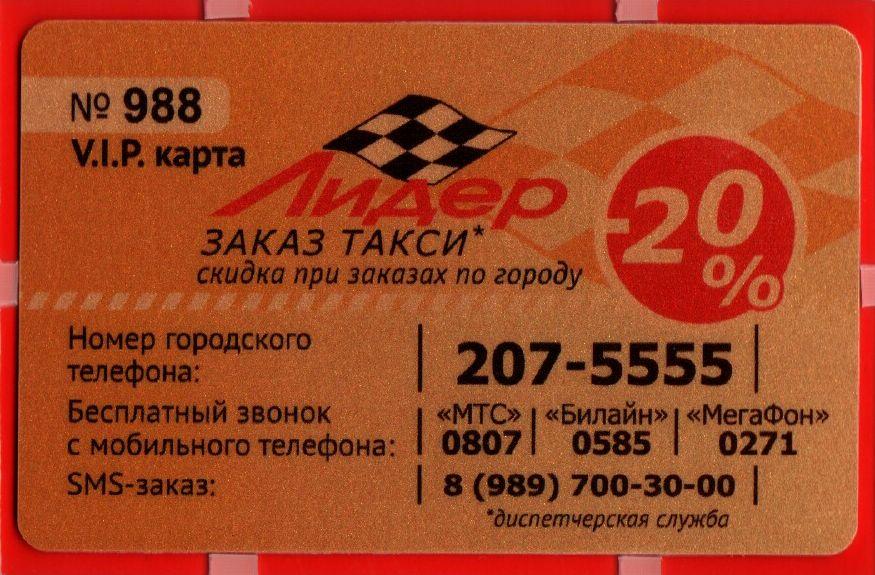 № 988
V.I.P. карта
Лидер
ЗАКАЗ ТАКСИ*
скидка при заказах по городу
-20%
Номер городского
телефона:
207-5555
Бесплатный звонок
с мобильного телефона:
«МТС» «Билайн» «МегаФон»
0807 0585 0271
SMS-заказ:
8 (989) 700-30-00
*диспетчерская служба